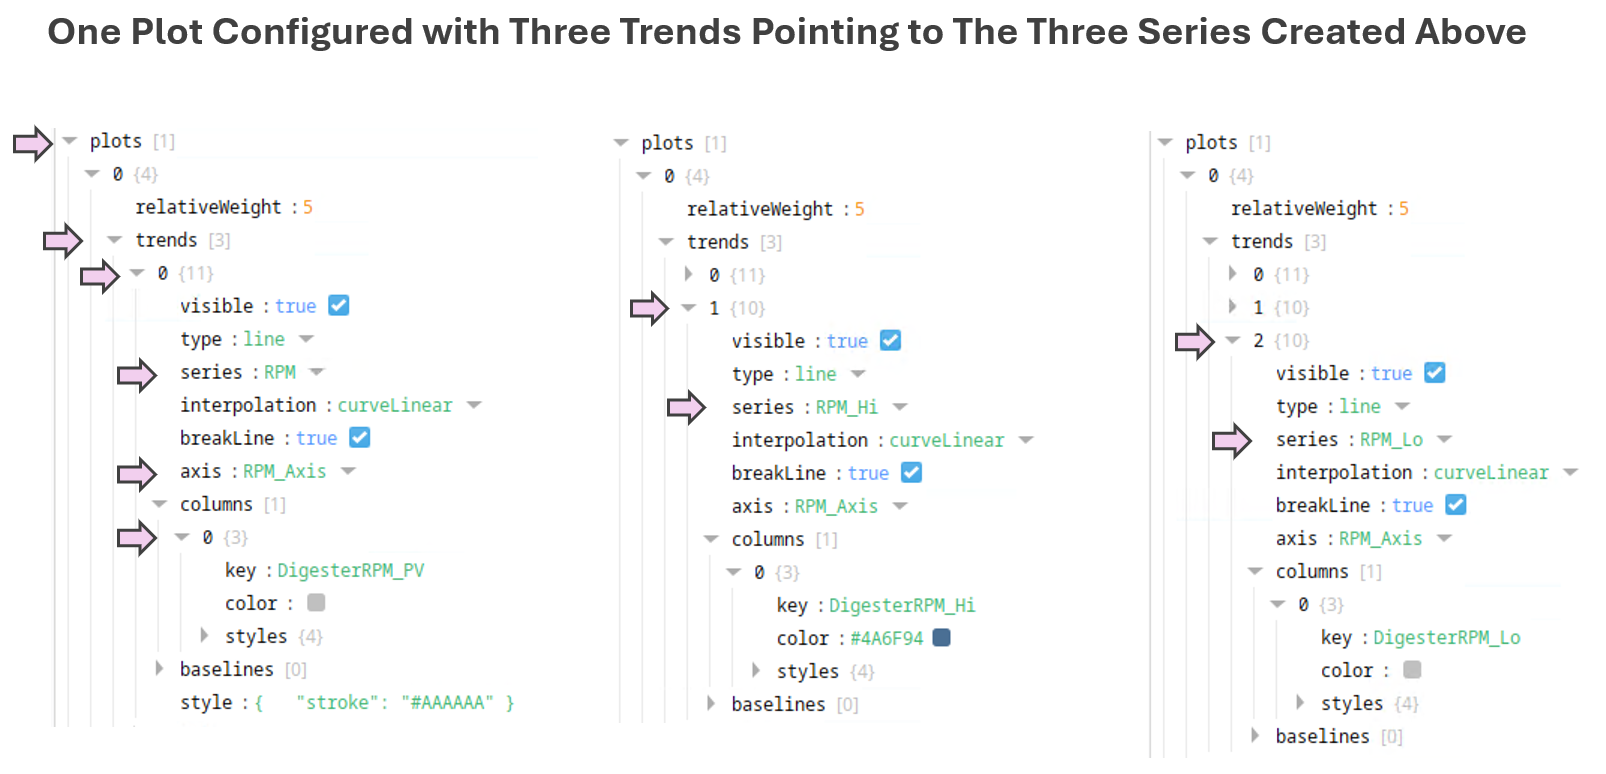 One Plot Configured with Three Trends Pointing to The Three Series Created Above
plots [1]
0 {4}
relativeWeight : 5
trends [3]
0 {11}
visible : true
type : line
series : RPM
interpolation : curveLinear
breakLine : true
axis : RPM_Axis
columns [1]
0 {3}
key : DigesterRPM_PV
color :
styles {4}
baselines [0]
style : { "stroke": "#AAAAAA" }
plots [1]
0 {4}
relativeWeight : 5
trends [3]
0 {11}
1 {10}
visible : true
type : line
series : RPM_Hi
interpolation : curveLinear
breakLine : true
axis : RPM_Axis
columns [1]
0 {3}
key : DigesterRPM_Hi
color : #4A6F94
styles {4}
baselines [0]
plots [1]
0 {4}
relativeWeight : 5
trends [3]
0 {11}
1 {10}
2 {10}
visible : true
type : line
series : RPM_Lo
interpolation : curveLinear
breakLine : true
axis : RPM_Axis
columns [1]
0 {3}
key : DigesterRPM_Lo
color :
styles {4}
baselines [0]